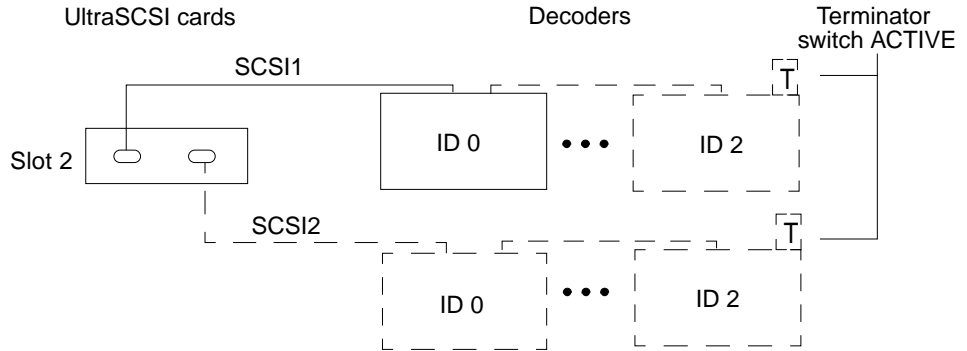 UltraSCSI cards
Decoders
Terminator
switch ACTIVE
SCSI1
T
ID 0
ID 2
Slot 2
SCSI2
T
ID 0
ID 2